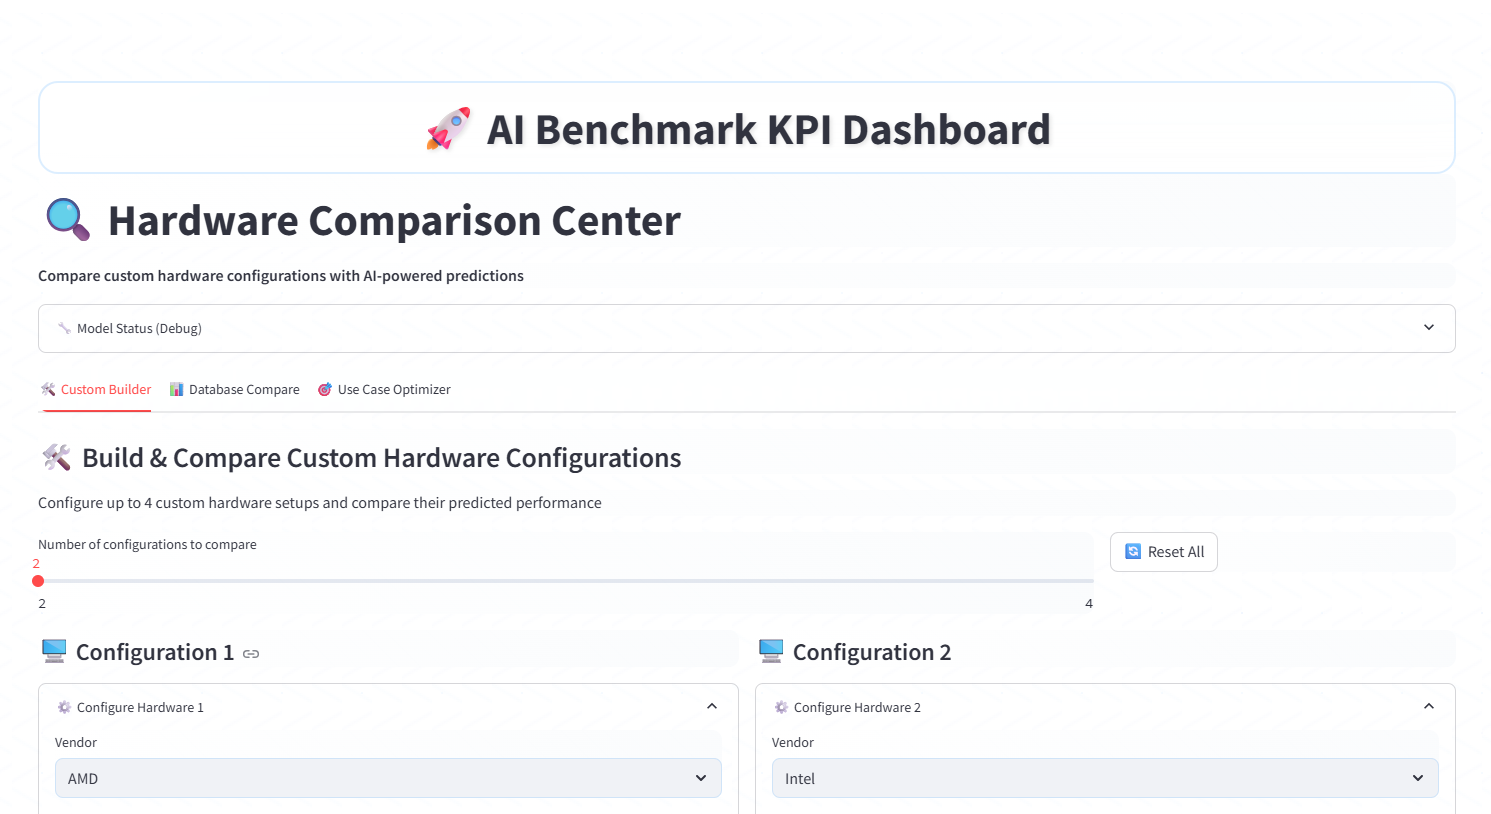 AI Benchmark KPI Dashboard
Hardware Comparison Center
Compare custom hardware configurations with AI-powered predictions
Model Status (Debug)
Custom Builder
Database Compare
Use Case Optimizer
Build & Compare Custom Hardware Configurations
Configure up to 4 custom hardware setups and compare their predicted performance
Number of configurations to compare
2
2
4
Reset All
Configuration 1
Configure Hardware 1
Vendor
AMD
Configuration 2
Configure Hardware 2
Vendor
Intel